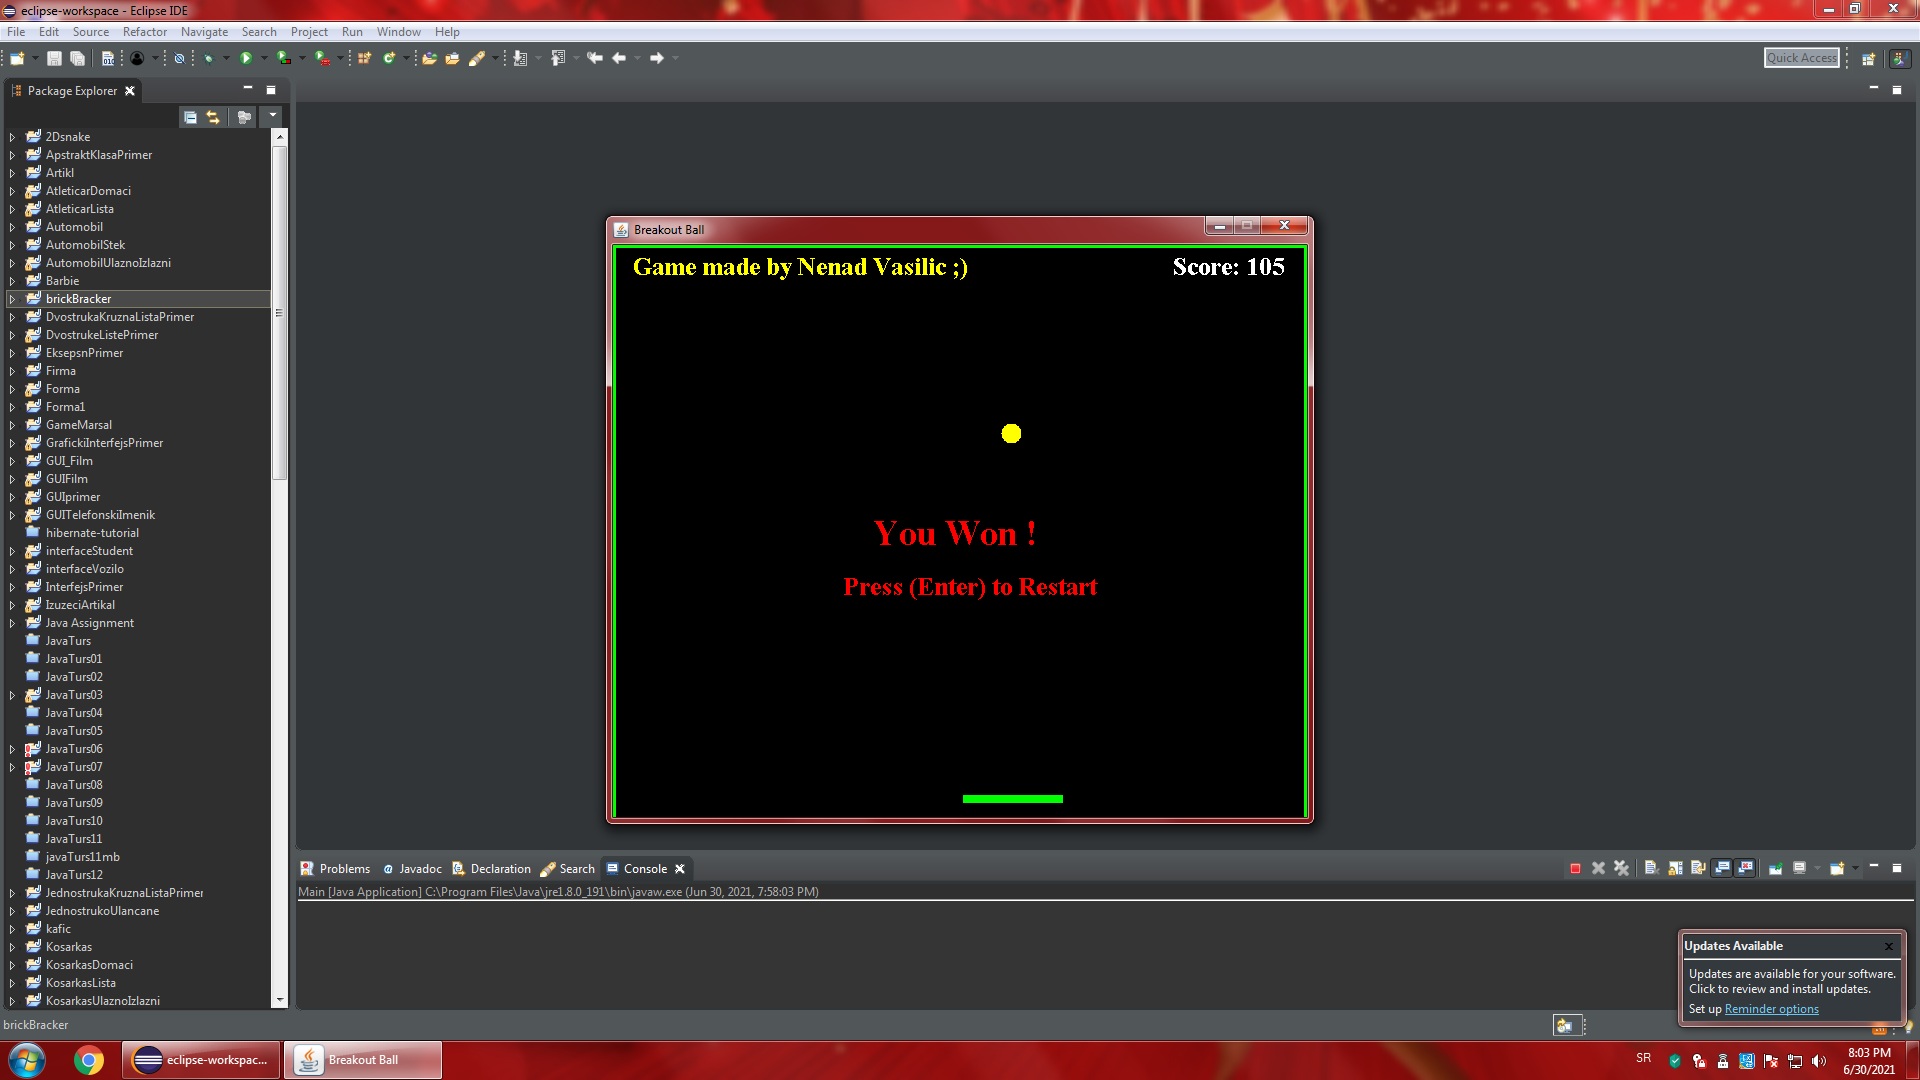 eclipse-workspace - Eclipse IDE
File Edit Source Refactor Navigate Search Project Run Window Help
Quick Access
Package Explorer
2Dsnake
ApstraktKlasaPrimer
Artikl
AtleticarDomaci
AtleticarLista
Automobil
AutomobilStek
AutomobilUlaznoIzlazni
Barbie
brickBracker
DvostrukaKruznaListaPrimer
DvostrukeListePrimer
EksepsnPrimer
Firma
Forma
Forma1
GameMarsal
GrafickiInterfejsPrimer
GUI_Film
GUIFilm
GUIprimer
GUITelefonskiImenik
hibernate-tutorial
interfaceStudent
interfaceVozilo
InterfejsPrimer
IzuzeciArtikal
Java Assignment
JavaTurs
JavaTurs01
JavaTurs02
JavaTurs03
JavaTurs04
JavaTurs05
JavaTurs06
JavaTurs07
JavaTurs08
JavaTurs09
JavaTurs10
JavaTurs11
javaTurs11mb
JavaTurs12
JednostrukaKruznaListaPrimer
JednostrukoUlancane
kafic
Kosarkas
KosarkasDomaci
KosarkasLista
KosarkasUlaznoIzlazni
Breakout Ball
Game made by Nenad Vasilic ;) Score: 105
You Won !
Press (Enter) to Restart
Problems @ Javadoc Declaration Search Console
Main [Java Application] C:\Program Files\Java\jre1.8.0_191\bin\javaw.exe (Jun 30, 2021, 7:58:03 PM)
Updates Available
Updates are available for your software.
Click to review and install updates.
Set up Reminder options
brickBracker
eclipse-workspac... Breakout Ball SR 8:03 PM
6/30/2021